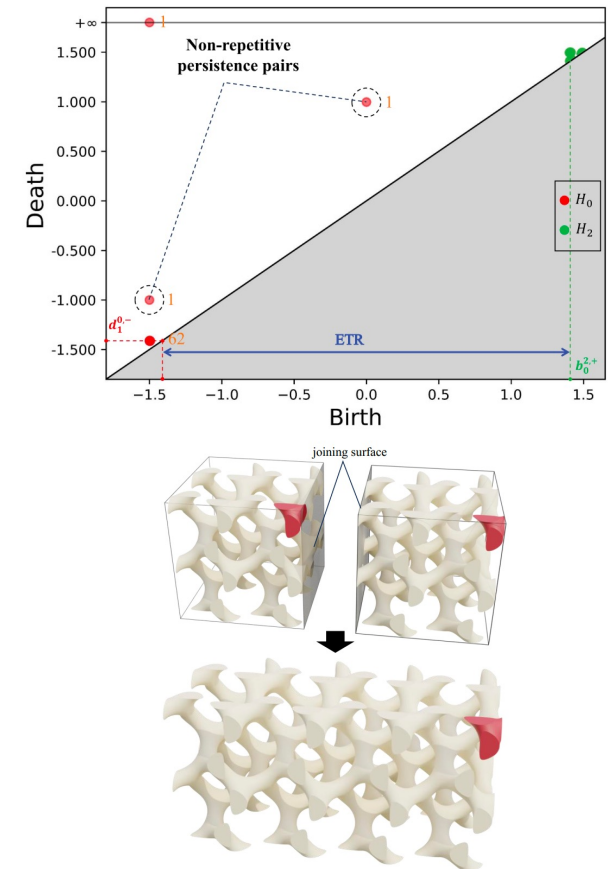 +∞
1
Non-repetitive
persistence pairs
1.500
1.000
1
0.500
0.000
-0.500
-1.000
1
-1.500
Death
H₀
H₂
d₁⁰,⁻
62
ETR
b₀²,⁺
−1.5
−1.0
−0.5
0.0
0.5
1.0
1.5
Birth
joining surface